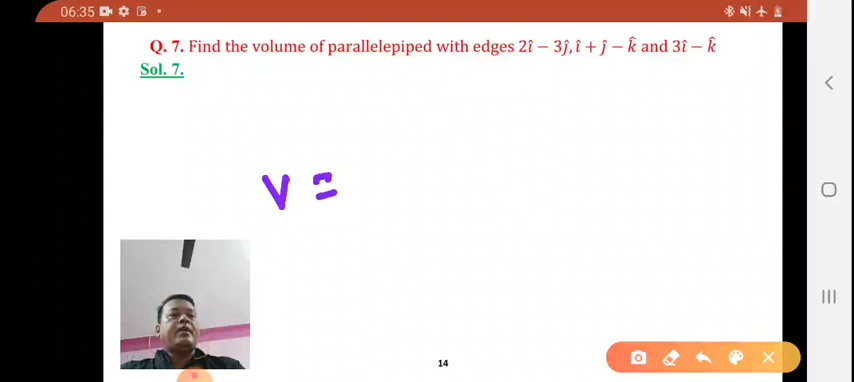 06:35
Q. 7. Find the volume of parallelepiped with edges 2î − 3ĵ, î + ĵ − k̂ and 3î − k̂
Sol. 7.
V =
14